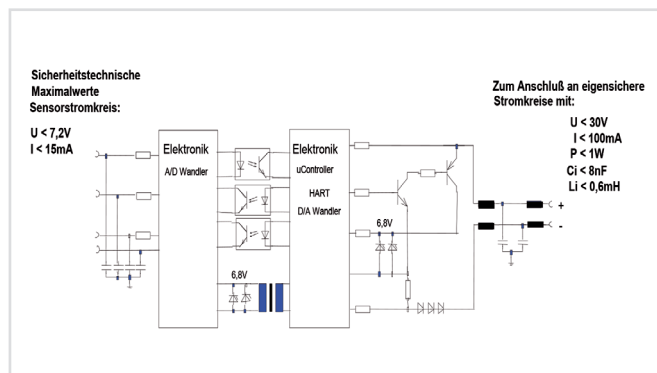 Sicherheitstechnische
Maximalwerte
Sensorstromkreis:
U < 7,2V
I < 15mA
Elektronik
A/D Wandler
6,8V
Elektronik
uController
HART
D/A Wandler
6,8V
Zum Anschluß an eigensichere
Stromkreise mit:
U < 30V
I < 100mA
P < 1W
Ci < 8nF
Li < 0,6mH
+
-